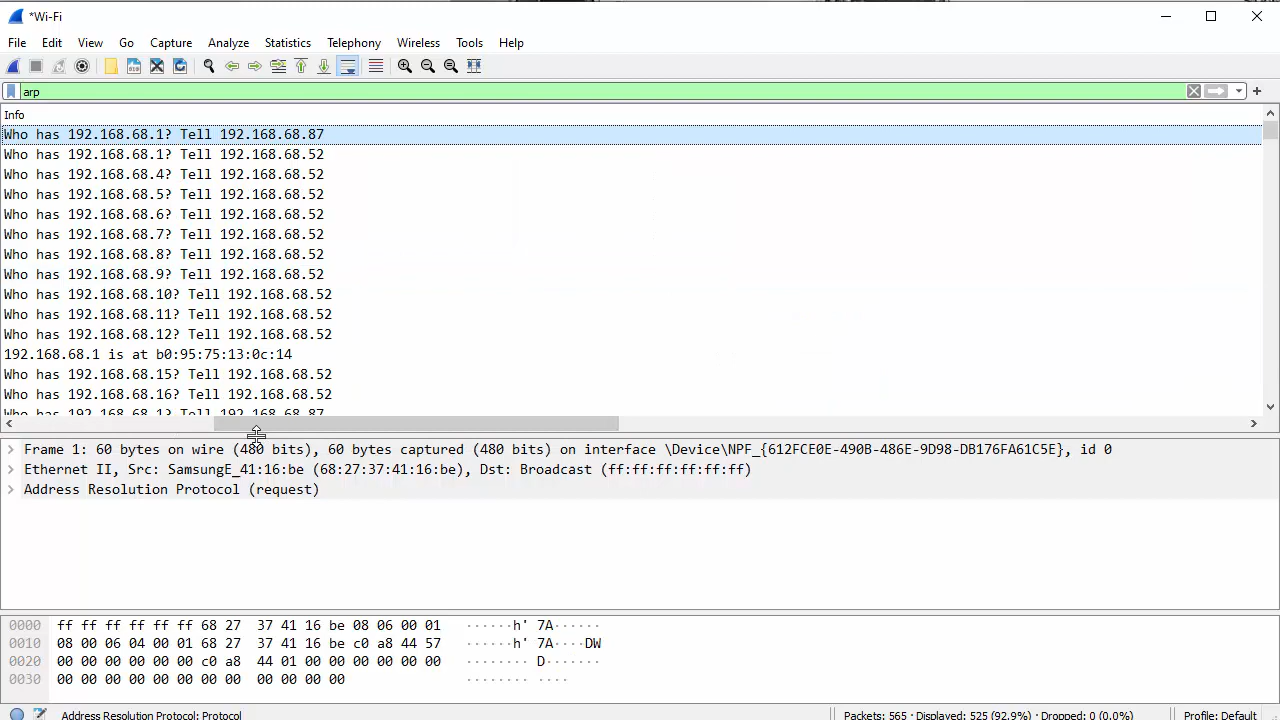 *Wi-Fi
File Edit View Go Capture Analyze Statistics Telephony Wireless Tools Help
arp
Info
Who has 192.168.68.1? Tell 192.168.68.87
Who has 192.168.68.1? Tell 192.168.68.52
Who has 192.168.68.4? Tell 192.168.68.52
Who has 192.168.68.5? Tell 192.168.68.52
Who has 192.168.68.6? Tell 192.168.68.52
Who has 192.168.68.7? Tell 192.168.68.52
Who has 192.168.68.8? Tell 192.168.68.52
Who has 192.168.68.9? Tell 192.168.68.52
Who has 192.168.68.10? Tell 192.168.68.52
Who has 192.168.68.11? Tell 192.168.68.52
Who has 192.168.68.12? Tell 192.168.68.52
192.168.68.1 is at b0:95:75:13:0c:14
Who has 192.168.68.15? Tell 192.168.68.52
Who has 192.168.68.16? Tell 192.168.68.52
Who has 192.168.68.1? Tell 192.168.68.87
Frame 1: 60 bytes on wire (480 bits), 60 bytes captured (480 bits) on interface \Device\NPF_{612FCE0E-490B-486E-9D98-DB176FA61C5E}, id 0
Ethernet II, Src: SamsungE_41:16:be (68:27:37:41:16:be), Dst: Broadcast (ff:ff:ff:ff:ff:ff)
Address Resolution Protocol (request)
0000 ff ff ff ff ff ff 68 27 37 41 16 be 08 06 00 01 ······h' 7A······
0010 08 00 06 04 00 01 68 27 37 41 16 be c0 a8 44 57 ······h' 7A····DW
0020 00 00 00 00 00 00 c0 a8 44 01 00 00 00 00 00 00 ········ D·······
0030 00 00 00 00 00 00 00 00 00 00 00 00 ········ ····
Address Resolution Protocol: Protocol Packets: 565 · Displayed: 525 (92.9%) · Dropped: 0 (0.0%) Profile: Default